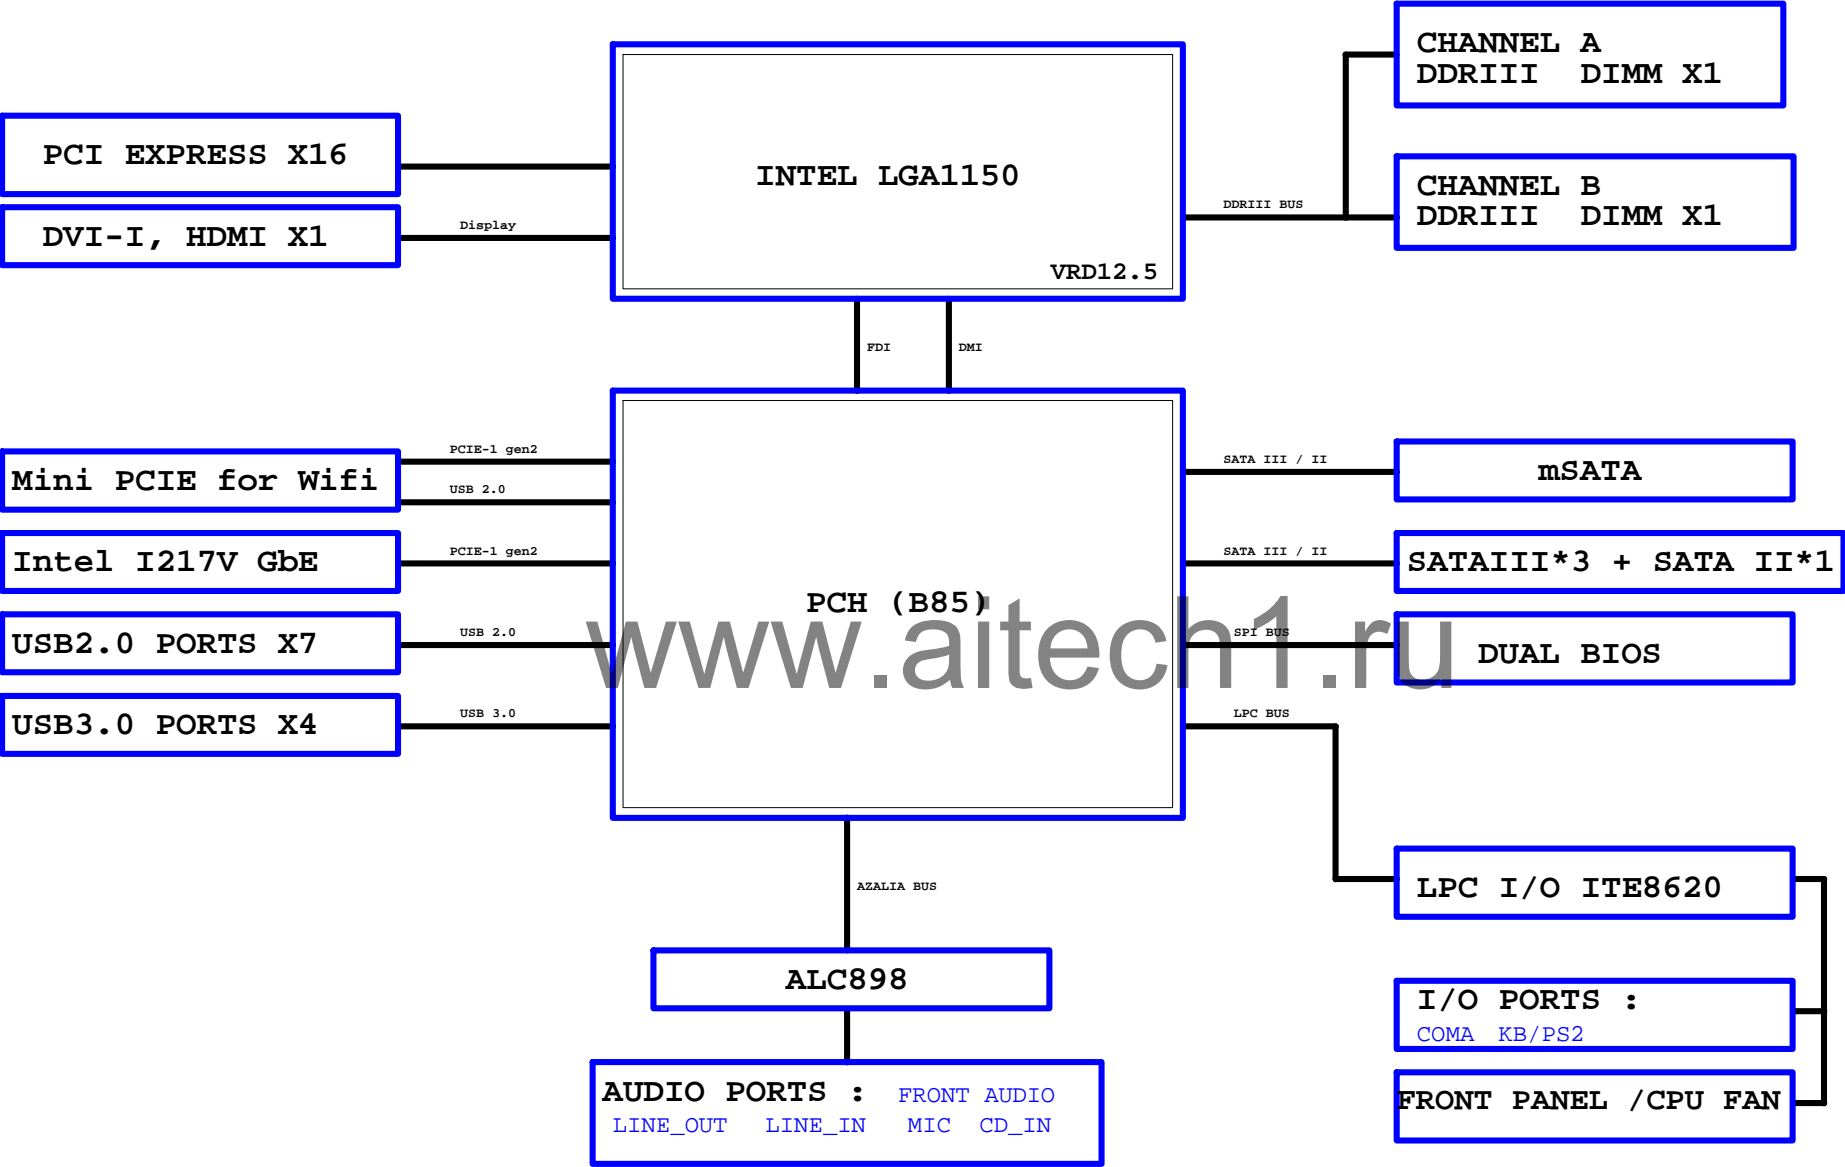 CHANNEL A
DDRIII DIMM X1
PCI EXPRESS X16
INTEL LGA1150
CHANNEL B
DDRIII DIMM X1
DDRIII BUS
DVI-I, HDMI X1
Display
VRD12.5
FDI
DMI
Mini PCIE for Wifi
PCIE-1 gen2
USB 2.0
SATA III / II
mSATA
Intel I217V GbE
PCIE-1 gen2
SATA III / II
SATAIII*3 + SATA II*1
PCH (B85)
www.aitech1.ru
USB2.0 PORTS X7
USB 2.0
SPI BUS
DUAL BIOS
USB3.0 PORTS X4
USB 3.0
LPC BUS
AZALIA BUS
LPC I/O ITE8620
ALC898
I/O PORTS :
COMA KB/PS2
AUDIO PORTS : FRONT AUDIO
LINE_OUT LINE_IN MIC CD_IN
FRONT PANEL /CPU FAN